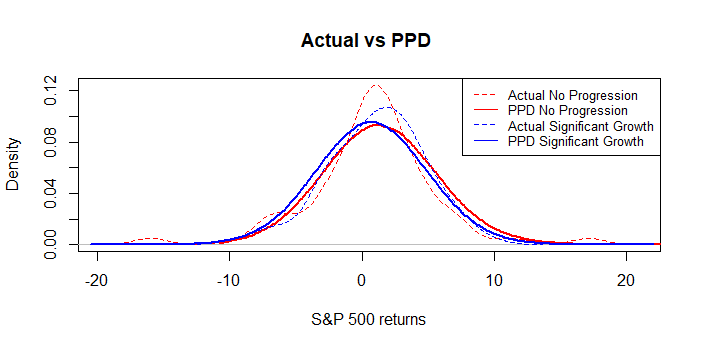 Actual vs PPD
Actual No Progression
PPD No Progression
Actual Significant Growth
PPD Significant Growth
Density
0.12
0.08
0.04
0.00
-20
-10
0
10
20
S&P 500 returns